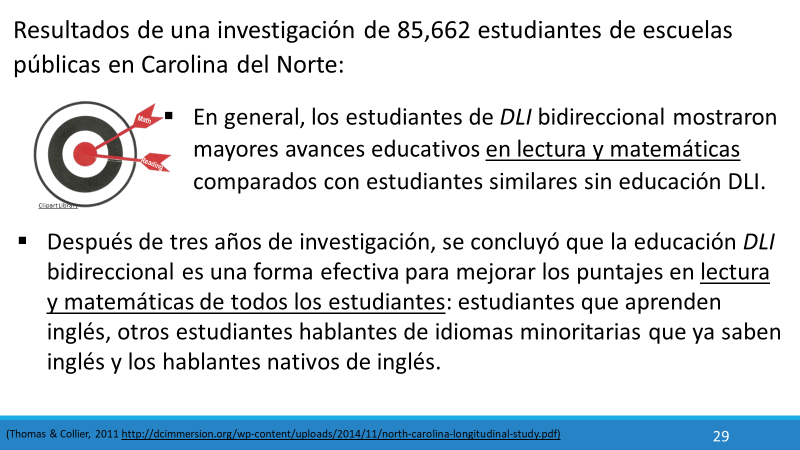 Resultados de una investigación de 85,662 estudiantes de escuelas
públicas en Carolina del Norte:
Math
Reading
Clipart Library
▪ En general, los estudiantes de DLI bidireccional mostraron
mayores avances educativos en lectura y matemáticas
comparados con estudiantes similares sin educación DLI.
▪ Después de tres años de investigación, se concluyó que la educación DLI
bidireccional es una forma efectiva para mejorar los puntajes en lectura
y matemáticas de todos los estudiantes: estudiantes que aprenden
inglés, otros estudiantes hablantes de idiomas minoritarias que ya saben
inglés y los hablantes nativos de inglés.
(Thomas & Collier, 2011 http://dcimmersion.org/wp-content/uploads/2014/11/north-carolina-longitudinal-study.pdf)
29